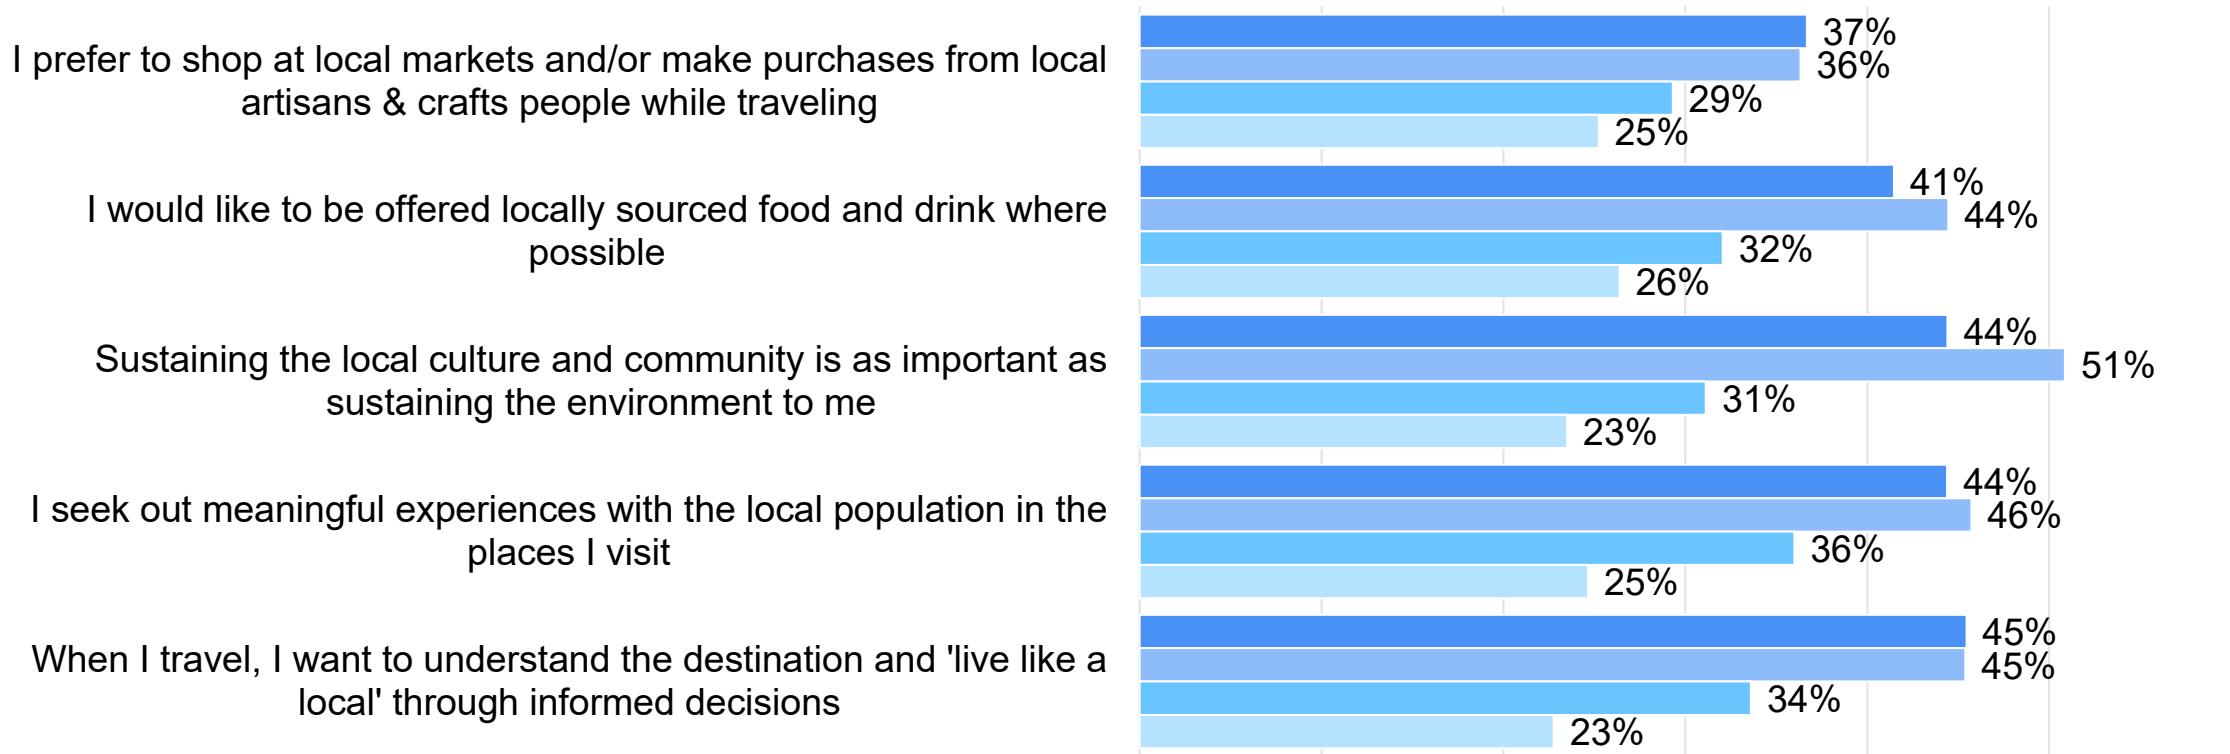 I prefer to shop at local markets and/or make purchases from local
artisans & crafts people while traveling
37%
36%
29%
25%
I would like to be offered locally sourced food and drink where
possible
41%
44%
32%
26%
Sustaining the local culture and community is as important as
sustaining the environment to me
44%
51%
31%
23%
I seek out meaningful experiences with the local population in the
places I visit
44%
46%
36%
25%
When I travel, I want to understand the destination and 'live like a
local' through informed decisions
45%
45%
34%
23%